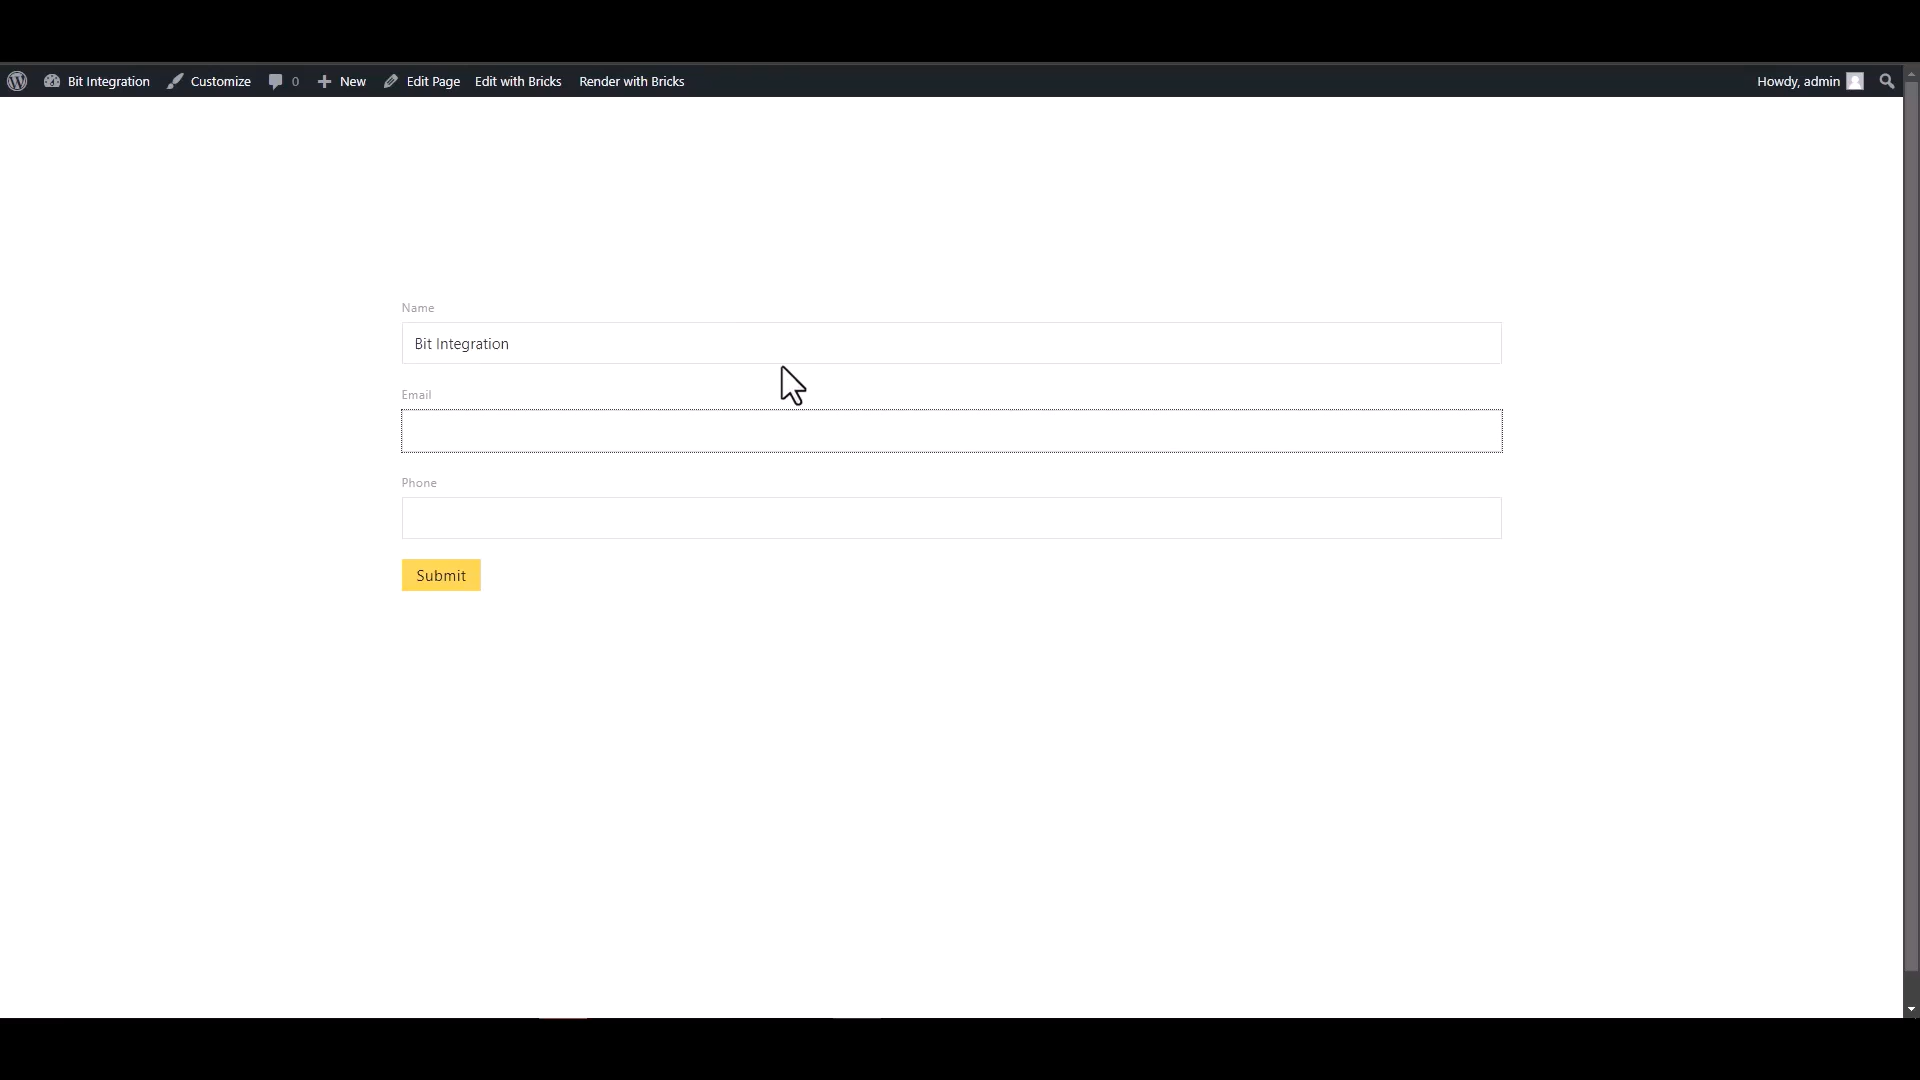 Bit Integration Customize 0 New Edit Page Edit with Bricks Render with Bricks Howdy, admin
Name
Bit Integration
Email
Phone
Submit